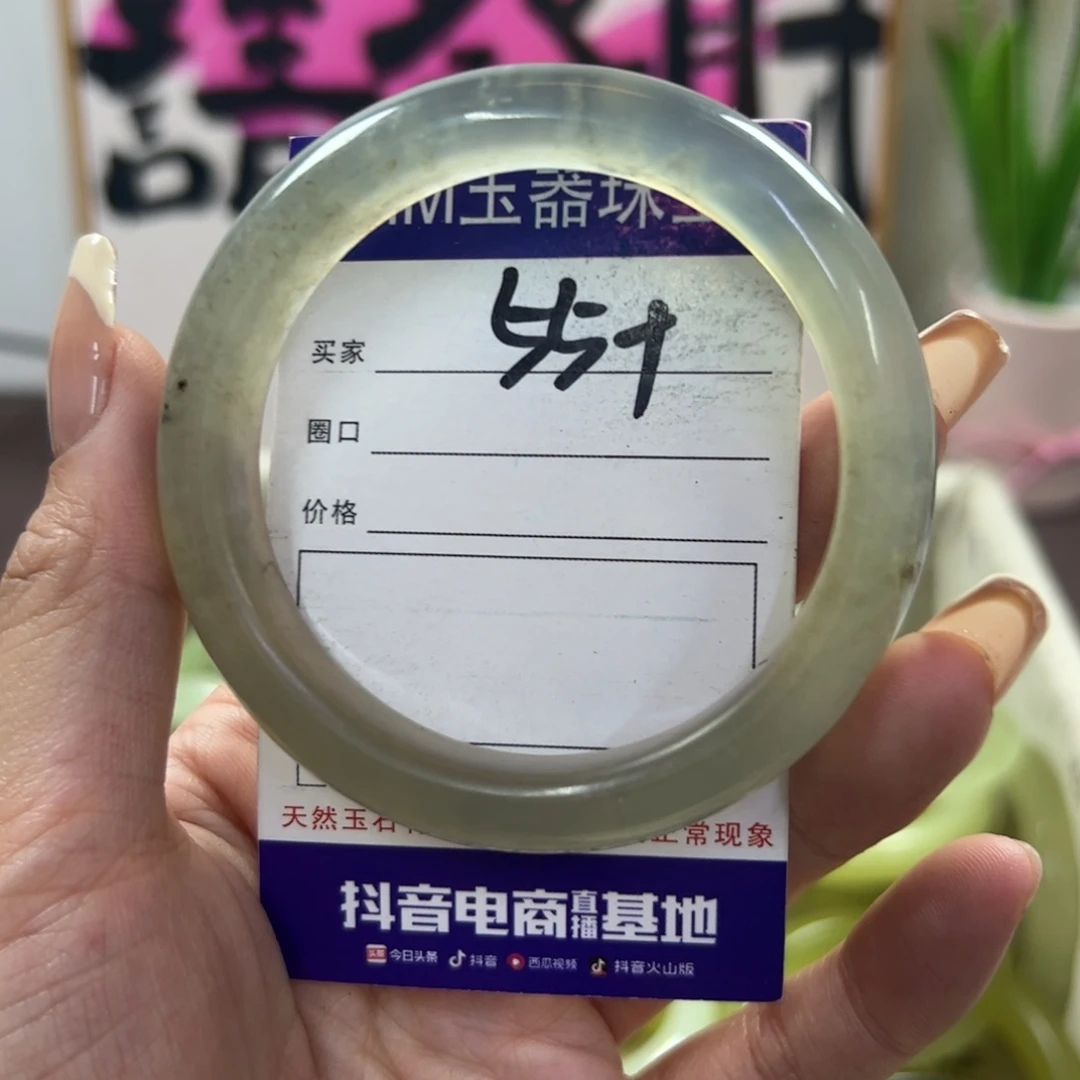 M玉器珠
买家
圈口
价格
天然玉石 正常现象
抖音电商直播基地
今日头条 抖音 西瓜视频 抖音火山版